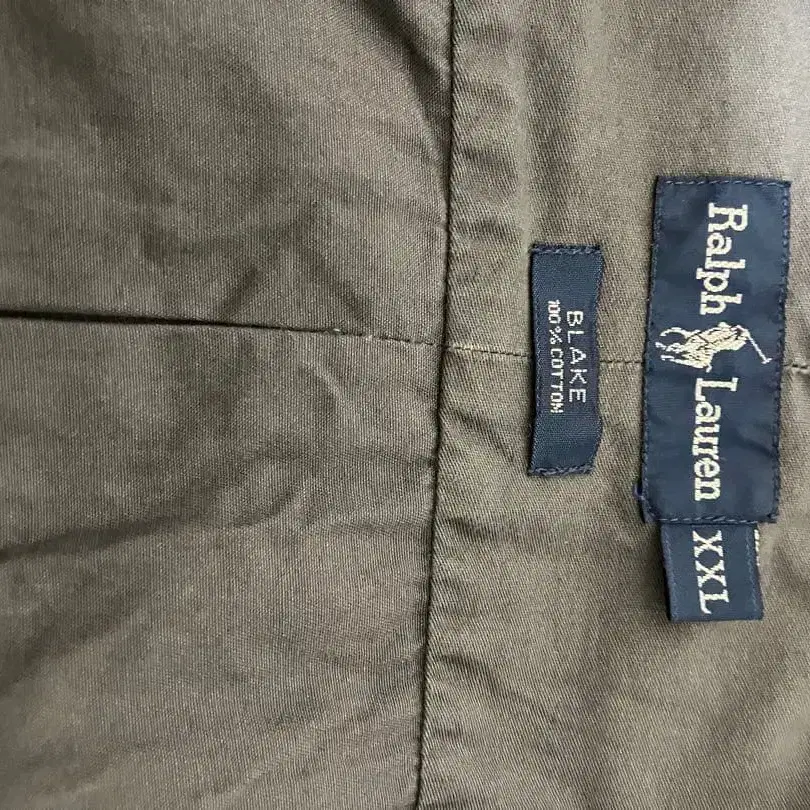 Ralph Lauren
XXL
BLAKE
100% COTTON